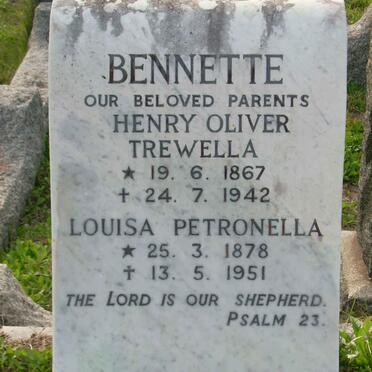 BENNETTE
OUR BELOVED PARENTS
HENRY OLIVER
TREWELLA
★ 19. 6. 1867
✝ 24. 7. 1942
LOUISA PETRONELLA
★ 25. 3. 1878
✝ 13. 5. 1951
THE LORD IS OUR SHEPHERD.
PSALM 23.